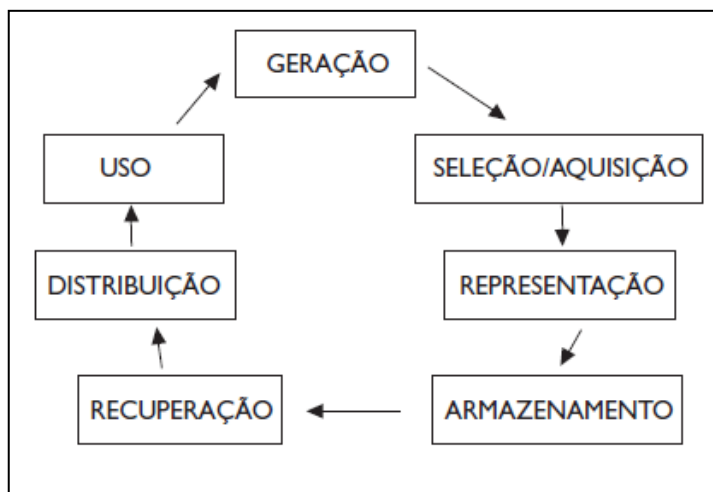 GERAÇÃO
USO
SELEÇÃO/AQUISIÇÃO
DISTRIBUIÇÃO
REPRESENTAÇÃO
RECUPERAÇÃO
ARMAZENAMENTO